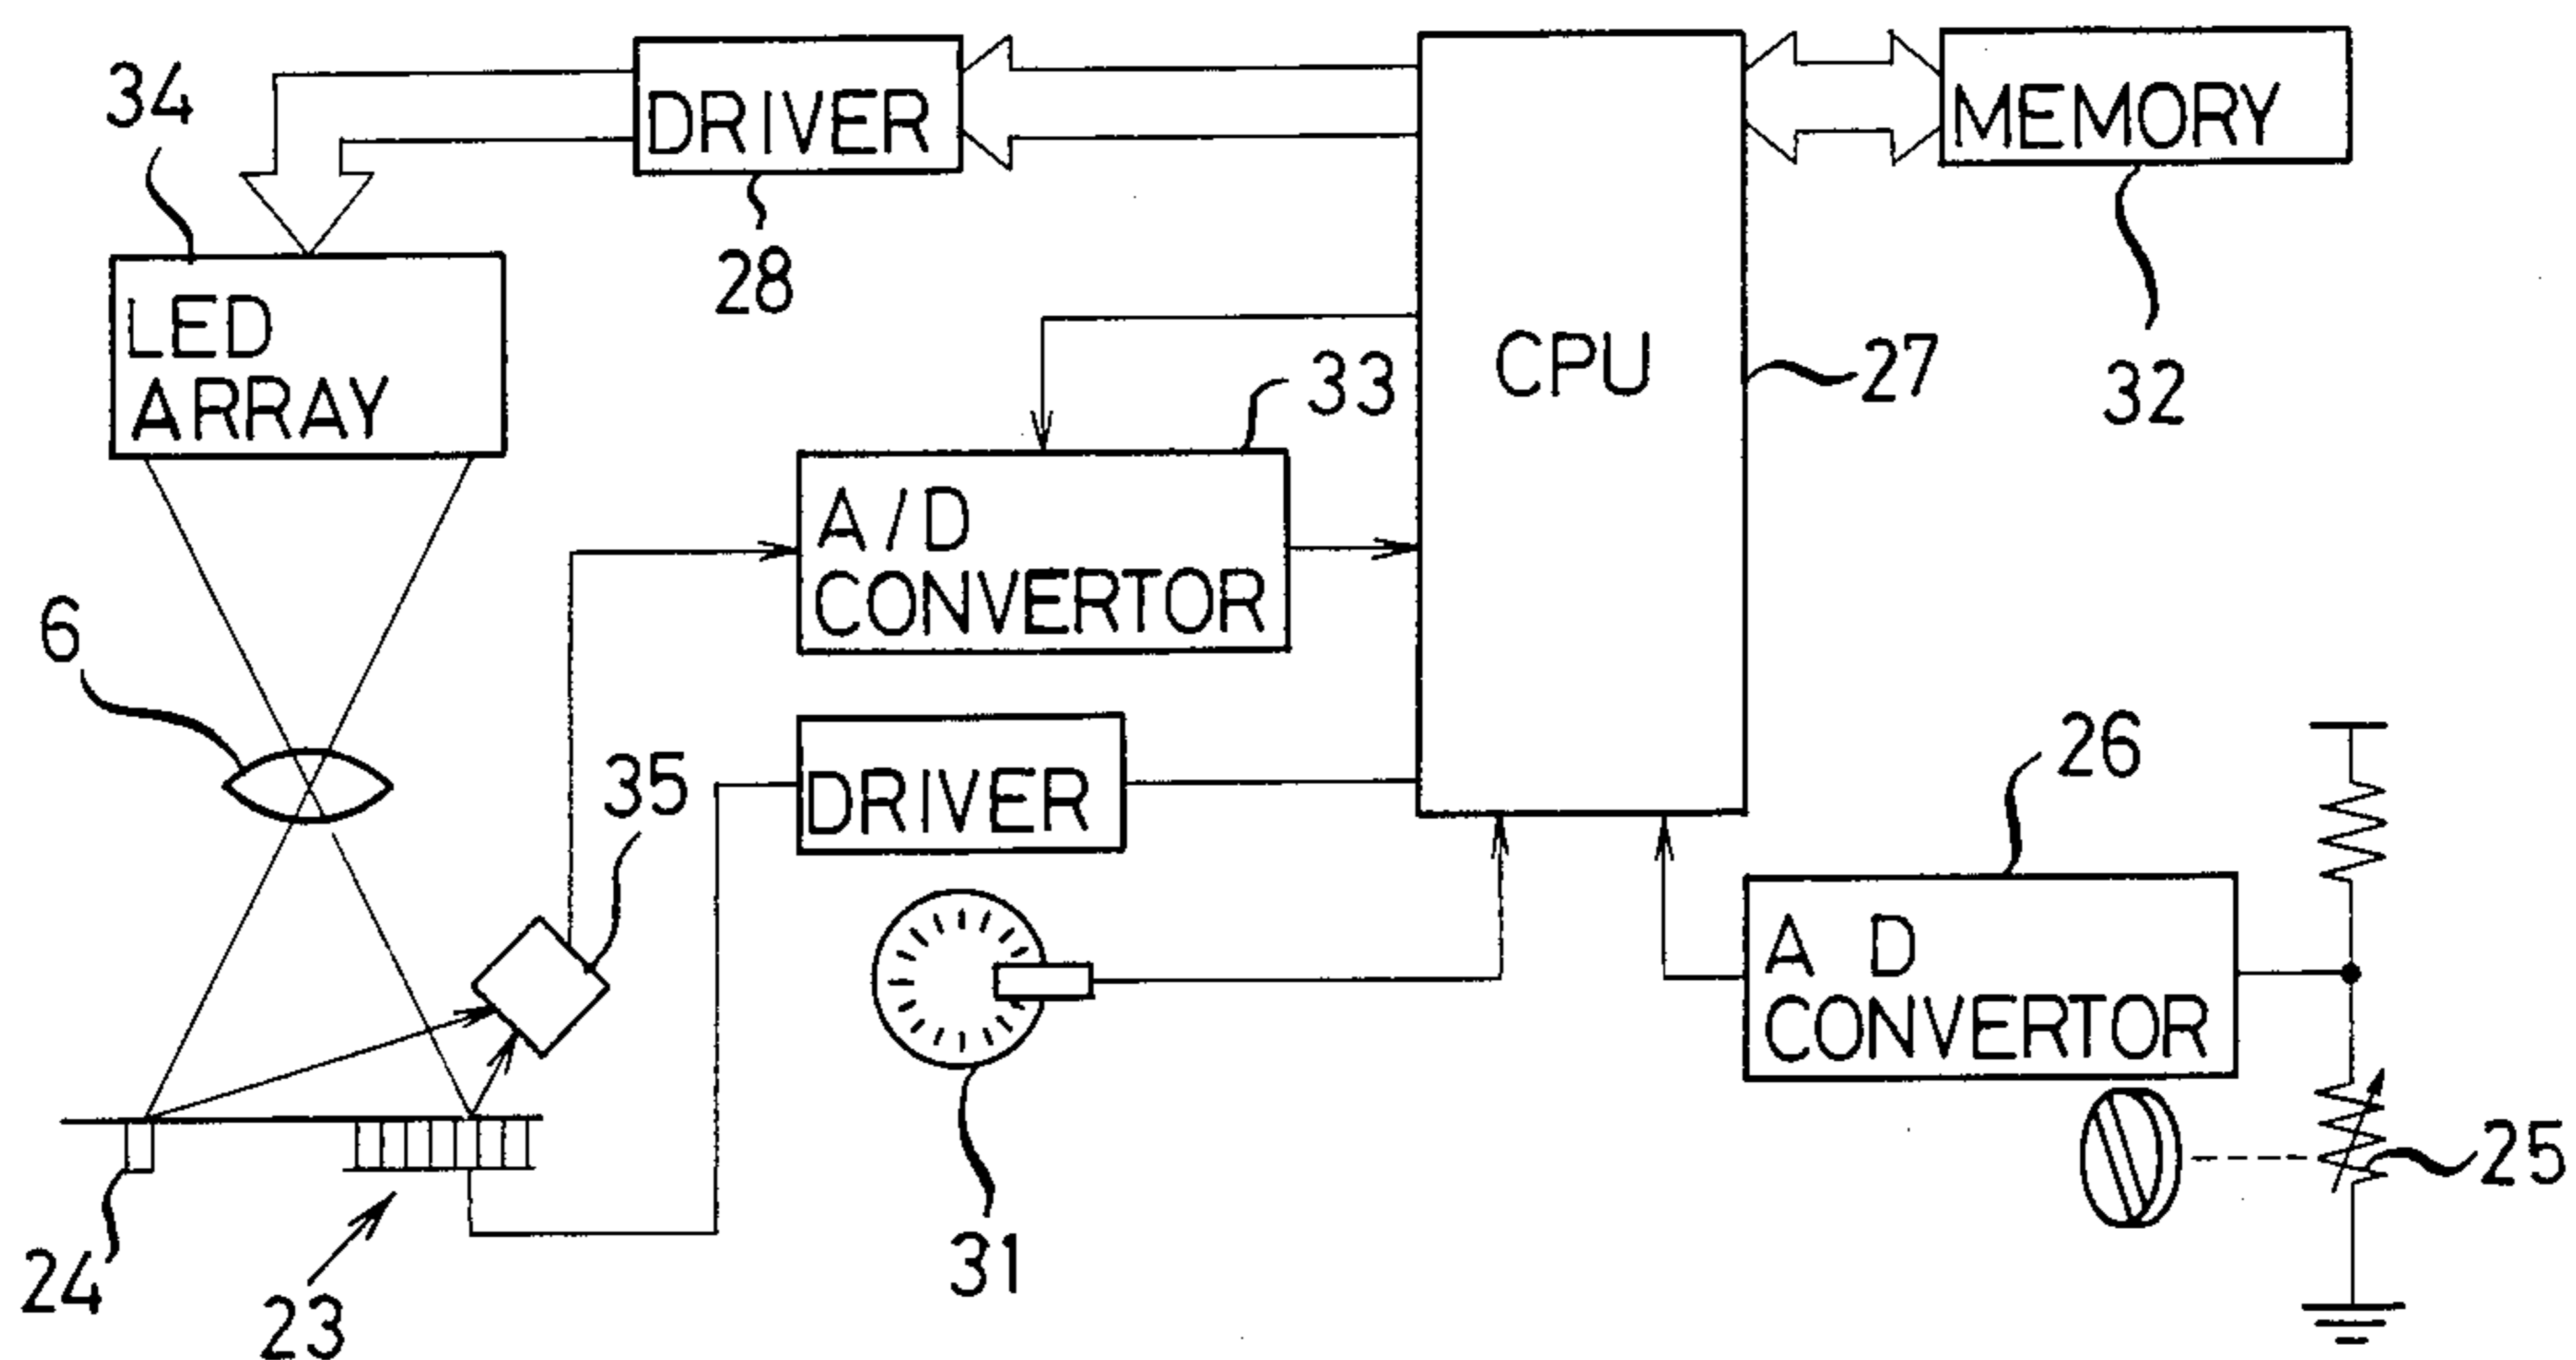 DRIVER
MEMORY
34
28
LED
ARRAY
CPU
33
27
32
A/D
CONVERTOR
6
35
DRIVER
26
A D
CONVERTOR
25
24
23
31